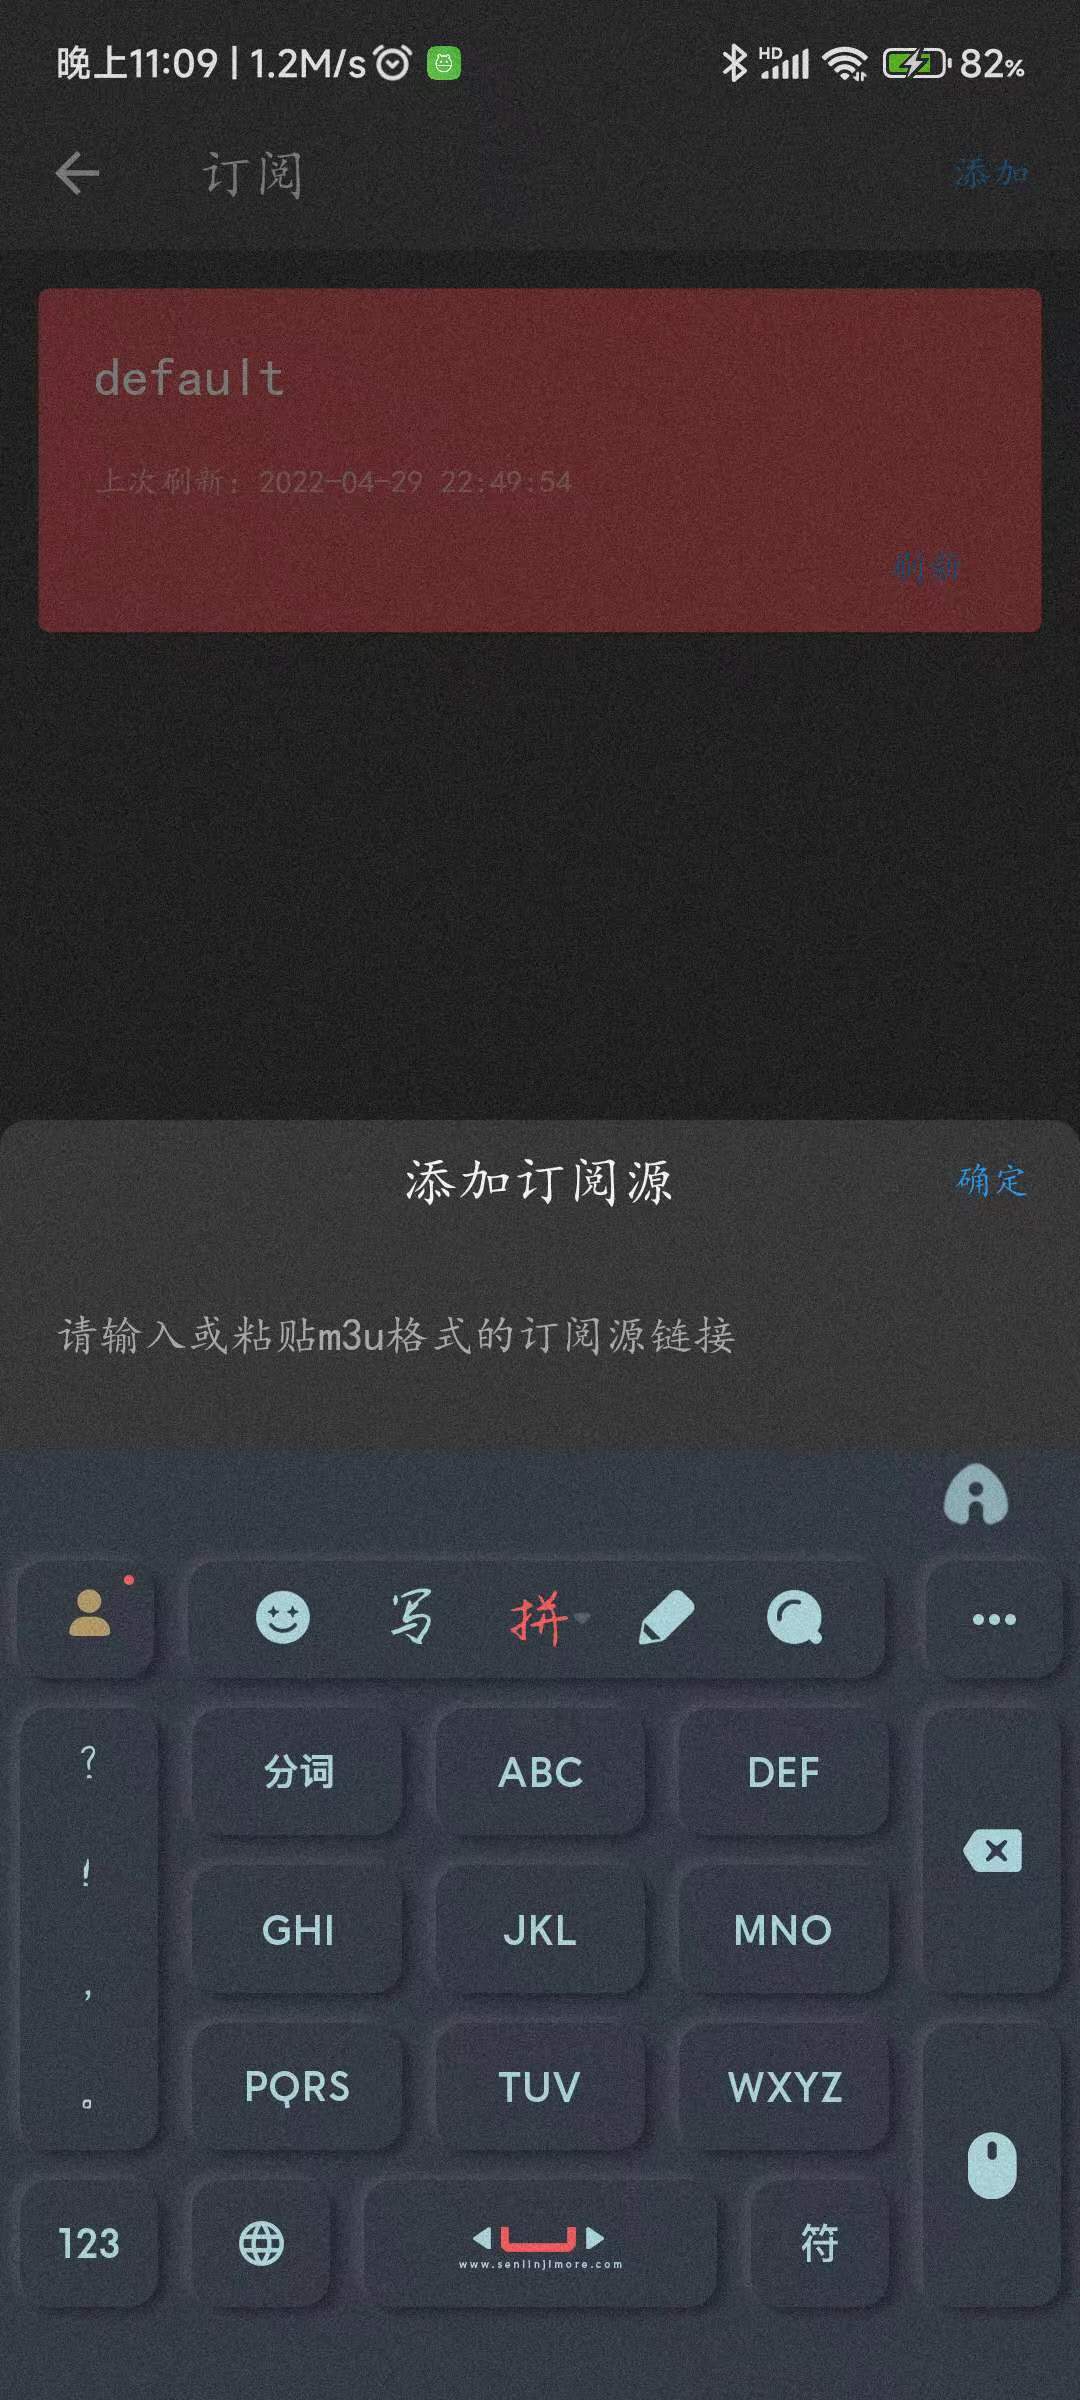 晚上11:09 | 1.2M/s
HD 82%
订阅 添加
default
上次刷新：2022-04-29 22:49:54
刷新
添加订阅源 确定
请输入或粘贴m3u格式的订阅源链接
写 拼
?
分词 ABC DEF
!
GHI JKL MNO
,
PQRS TUV WXYZ
。
123 符
www.senlinjimore.com